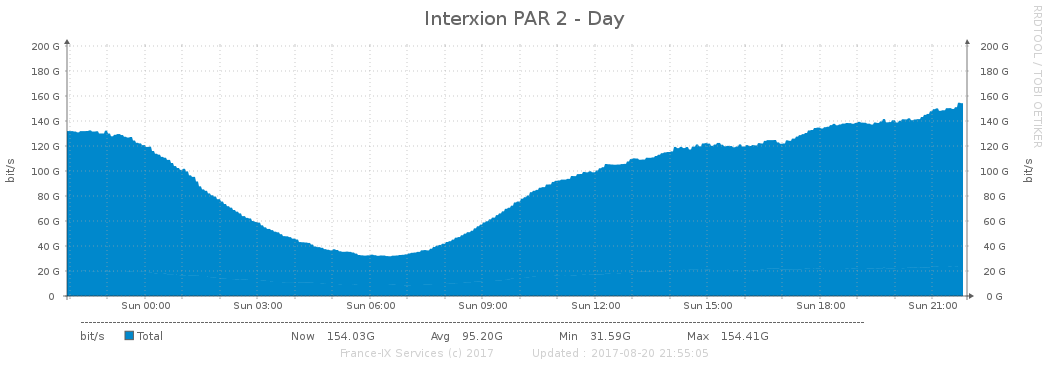 Interxion PAR 2 - Day
RRDTOOL / TOBI OETIKER
bit/s
200 G
180 G
160 G
140 G
120 G
100 G
80 G
60 G
40 G
20 G
0
200 G
180 G
160 G
140 G
120 G
100 G
80 G
60 G
40 G
20 G
0 G
bit/s
Sun 00:00 Sun 03:00 Sun 06:00 Sun 09:00 Sun 12:00 Sun 15:00 Sun 18:00 Sun 21:00
bit/s Total Now 154.03G Avg 95.20G Min 31.59G Max 154.41G
France-IX Services (c) 2017 Updated : 2017-08-20 21:55:05